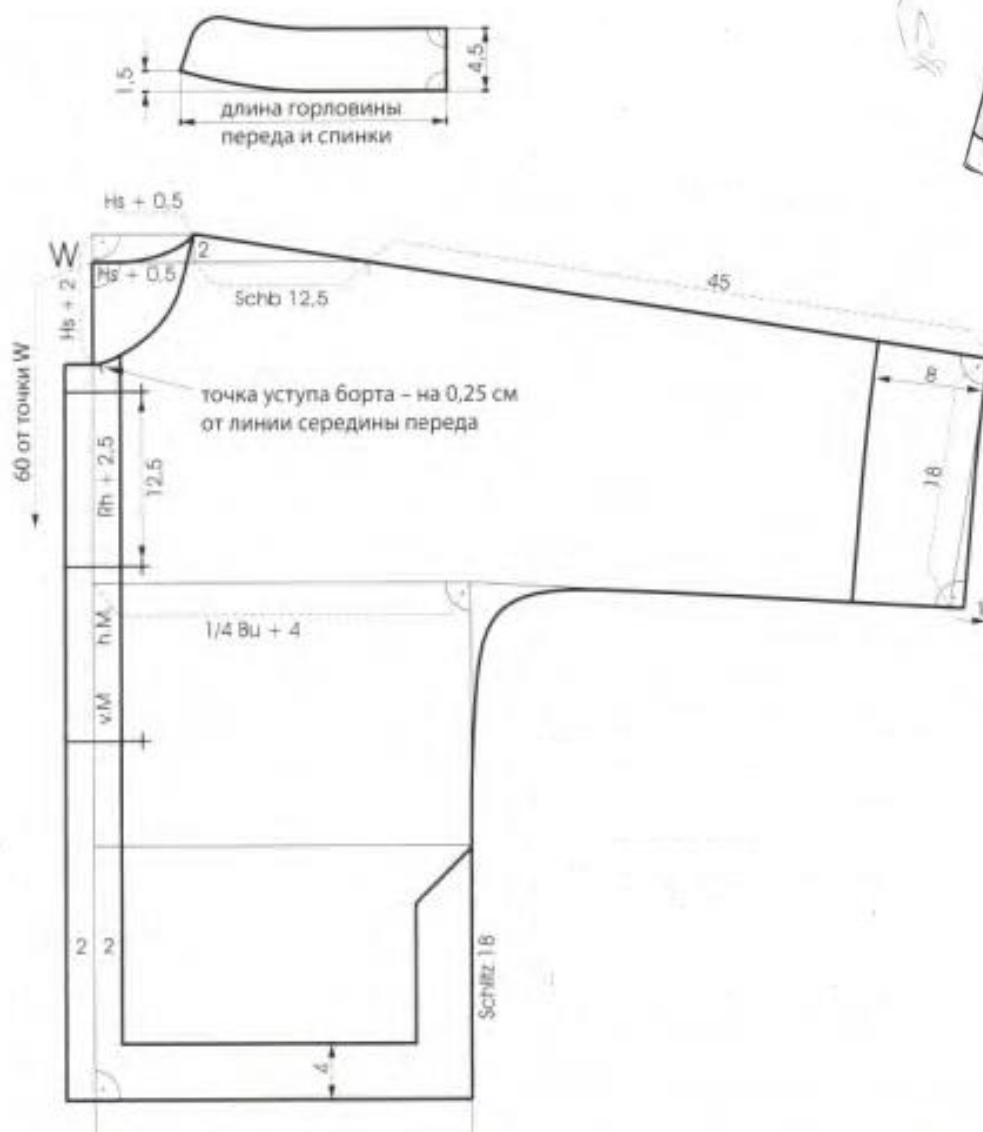 1,5
4,5
длина горловины
переда и спинки
Hs + 0,5
W
2
Hs + 0.5
Schb 12,5
45
Hs + 2
60 от точки W
точка уступа борта – на 0,25 см
от линии середины переда
8
18
Rh + 2,5
12,5
1/4 Bu + 4
h.M.
v.M
2
2
Schlitz 18
4